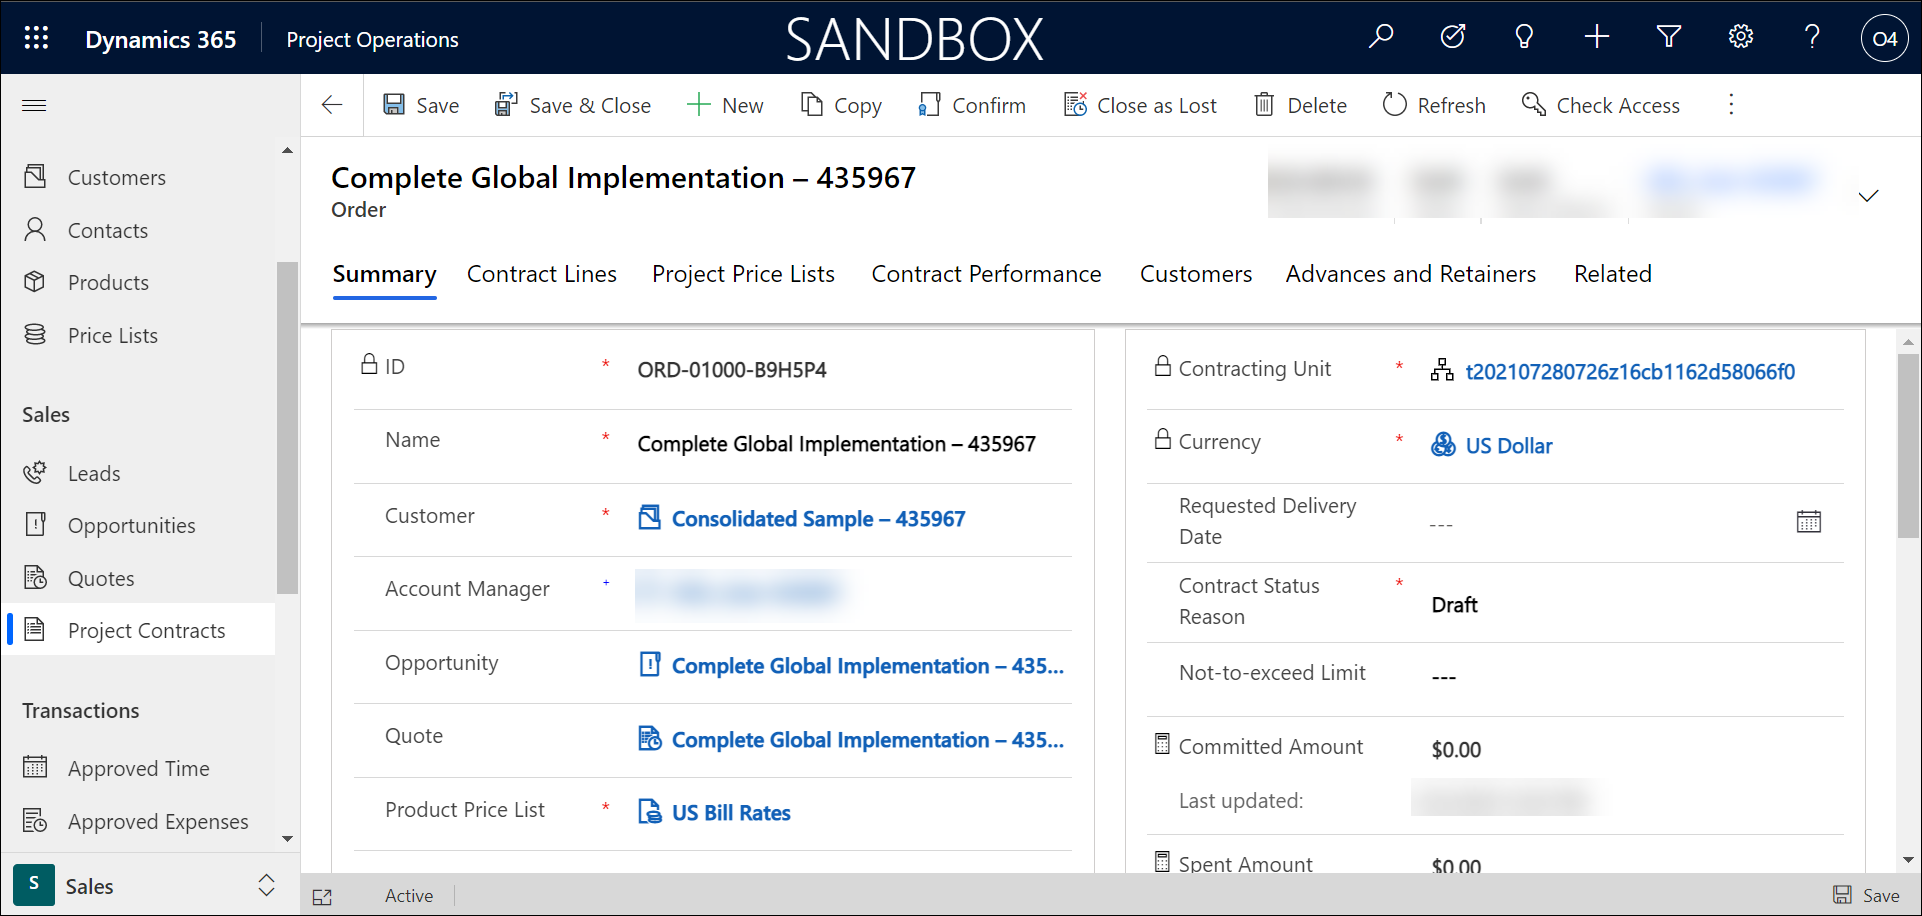 Dynamics 365
Project Operations
SANDBOX
O4
Save
Save & Close
New
Copy
Confirm
Close as Lost
Delete
Refresh
Check Access
Customers
Contacts
Products
Price Lists
Sales
Leads
Opportunities
Quotes
Project Contracts
Transactions
Approved Time
Approved Expenses
S
Sales
Complete Global Implementation – 435967
Order
Summary
Contract Lines
Project Price Lists
Contract Performance
Customers
Advances and Retainers
Related
ID
*
ORD-01000-B9H5P4
Name
*
Complete Global Implementation – 435967
Customer
*
Consolidated Sample – 435967
Account Manager
+
Opportunity
Complete Global Implementation – 435...
Quote
Complete Global Implementation – 435...
Product Price List
*
US Bill Rates
Contracting Unit
*
t202107280726z16cb1162d58066f0
Currency
*
US Dollar
Requested Delivery
Date
---
Contract Status
Reason
*
Draft
Not-to-exceed Limit
---
Committed Amount
$0.00
Last updated:
Spent Amount
$0.00
Active
Save